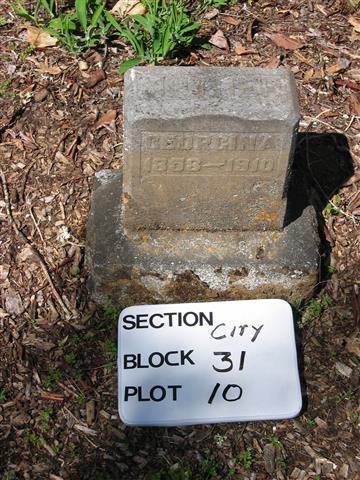 GEORGINA
1858–1910
SECTION City
BLOCK 31
PLOT 10